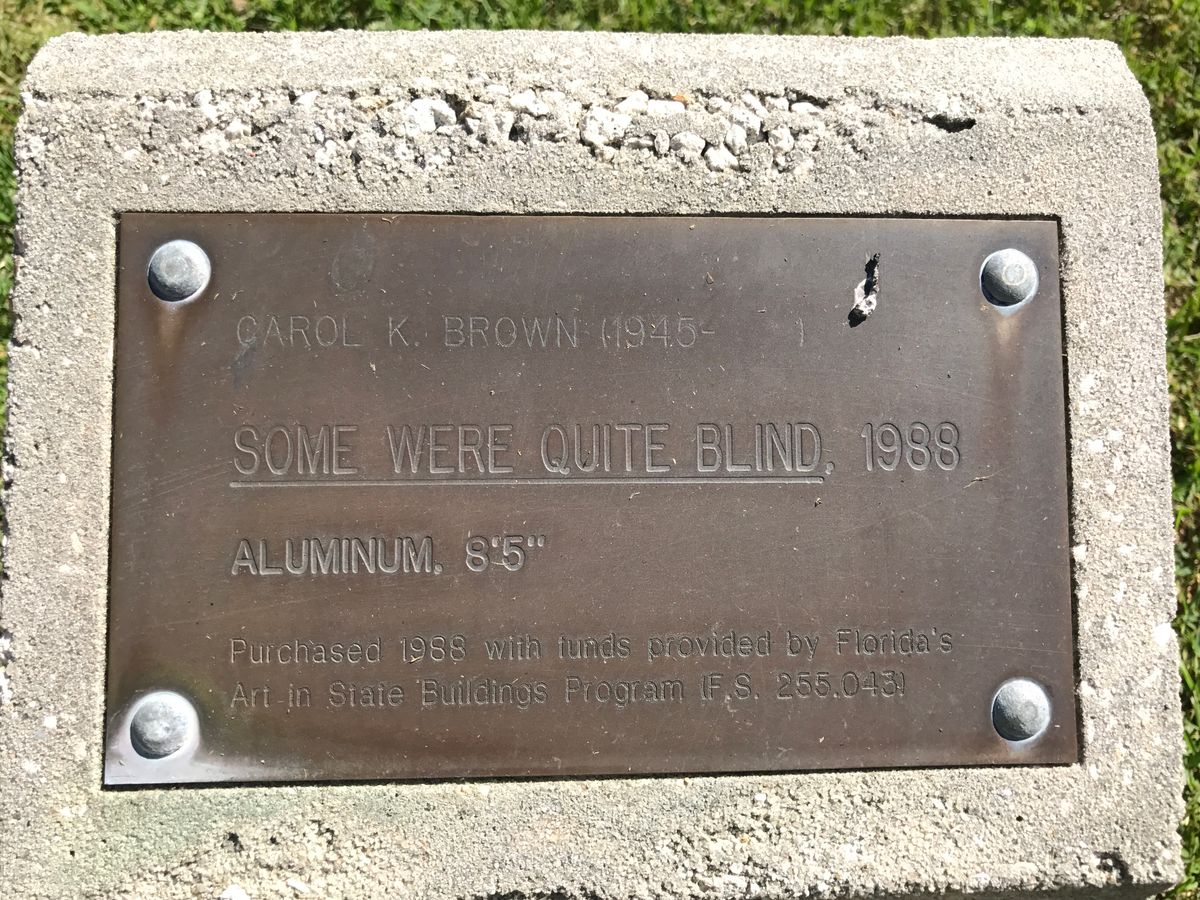 CAROL K. BROWN (1945- )
SOME WERE QUITE BLIND, 1988
ALUMINUM, 8'5"
Purchased 1988 with funds provided by Florida's
Art in State Buildings Program (F.S. 255.043)